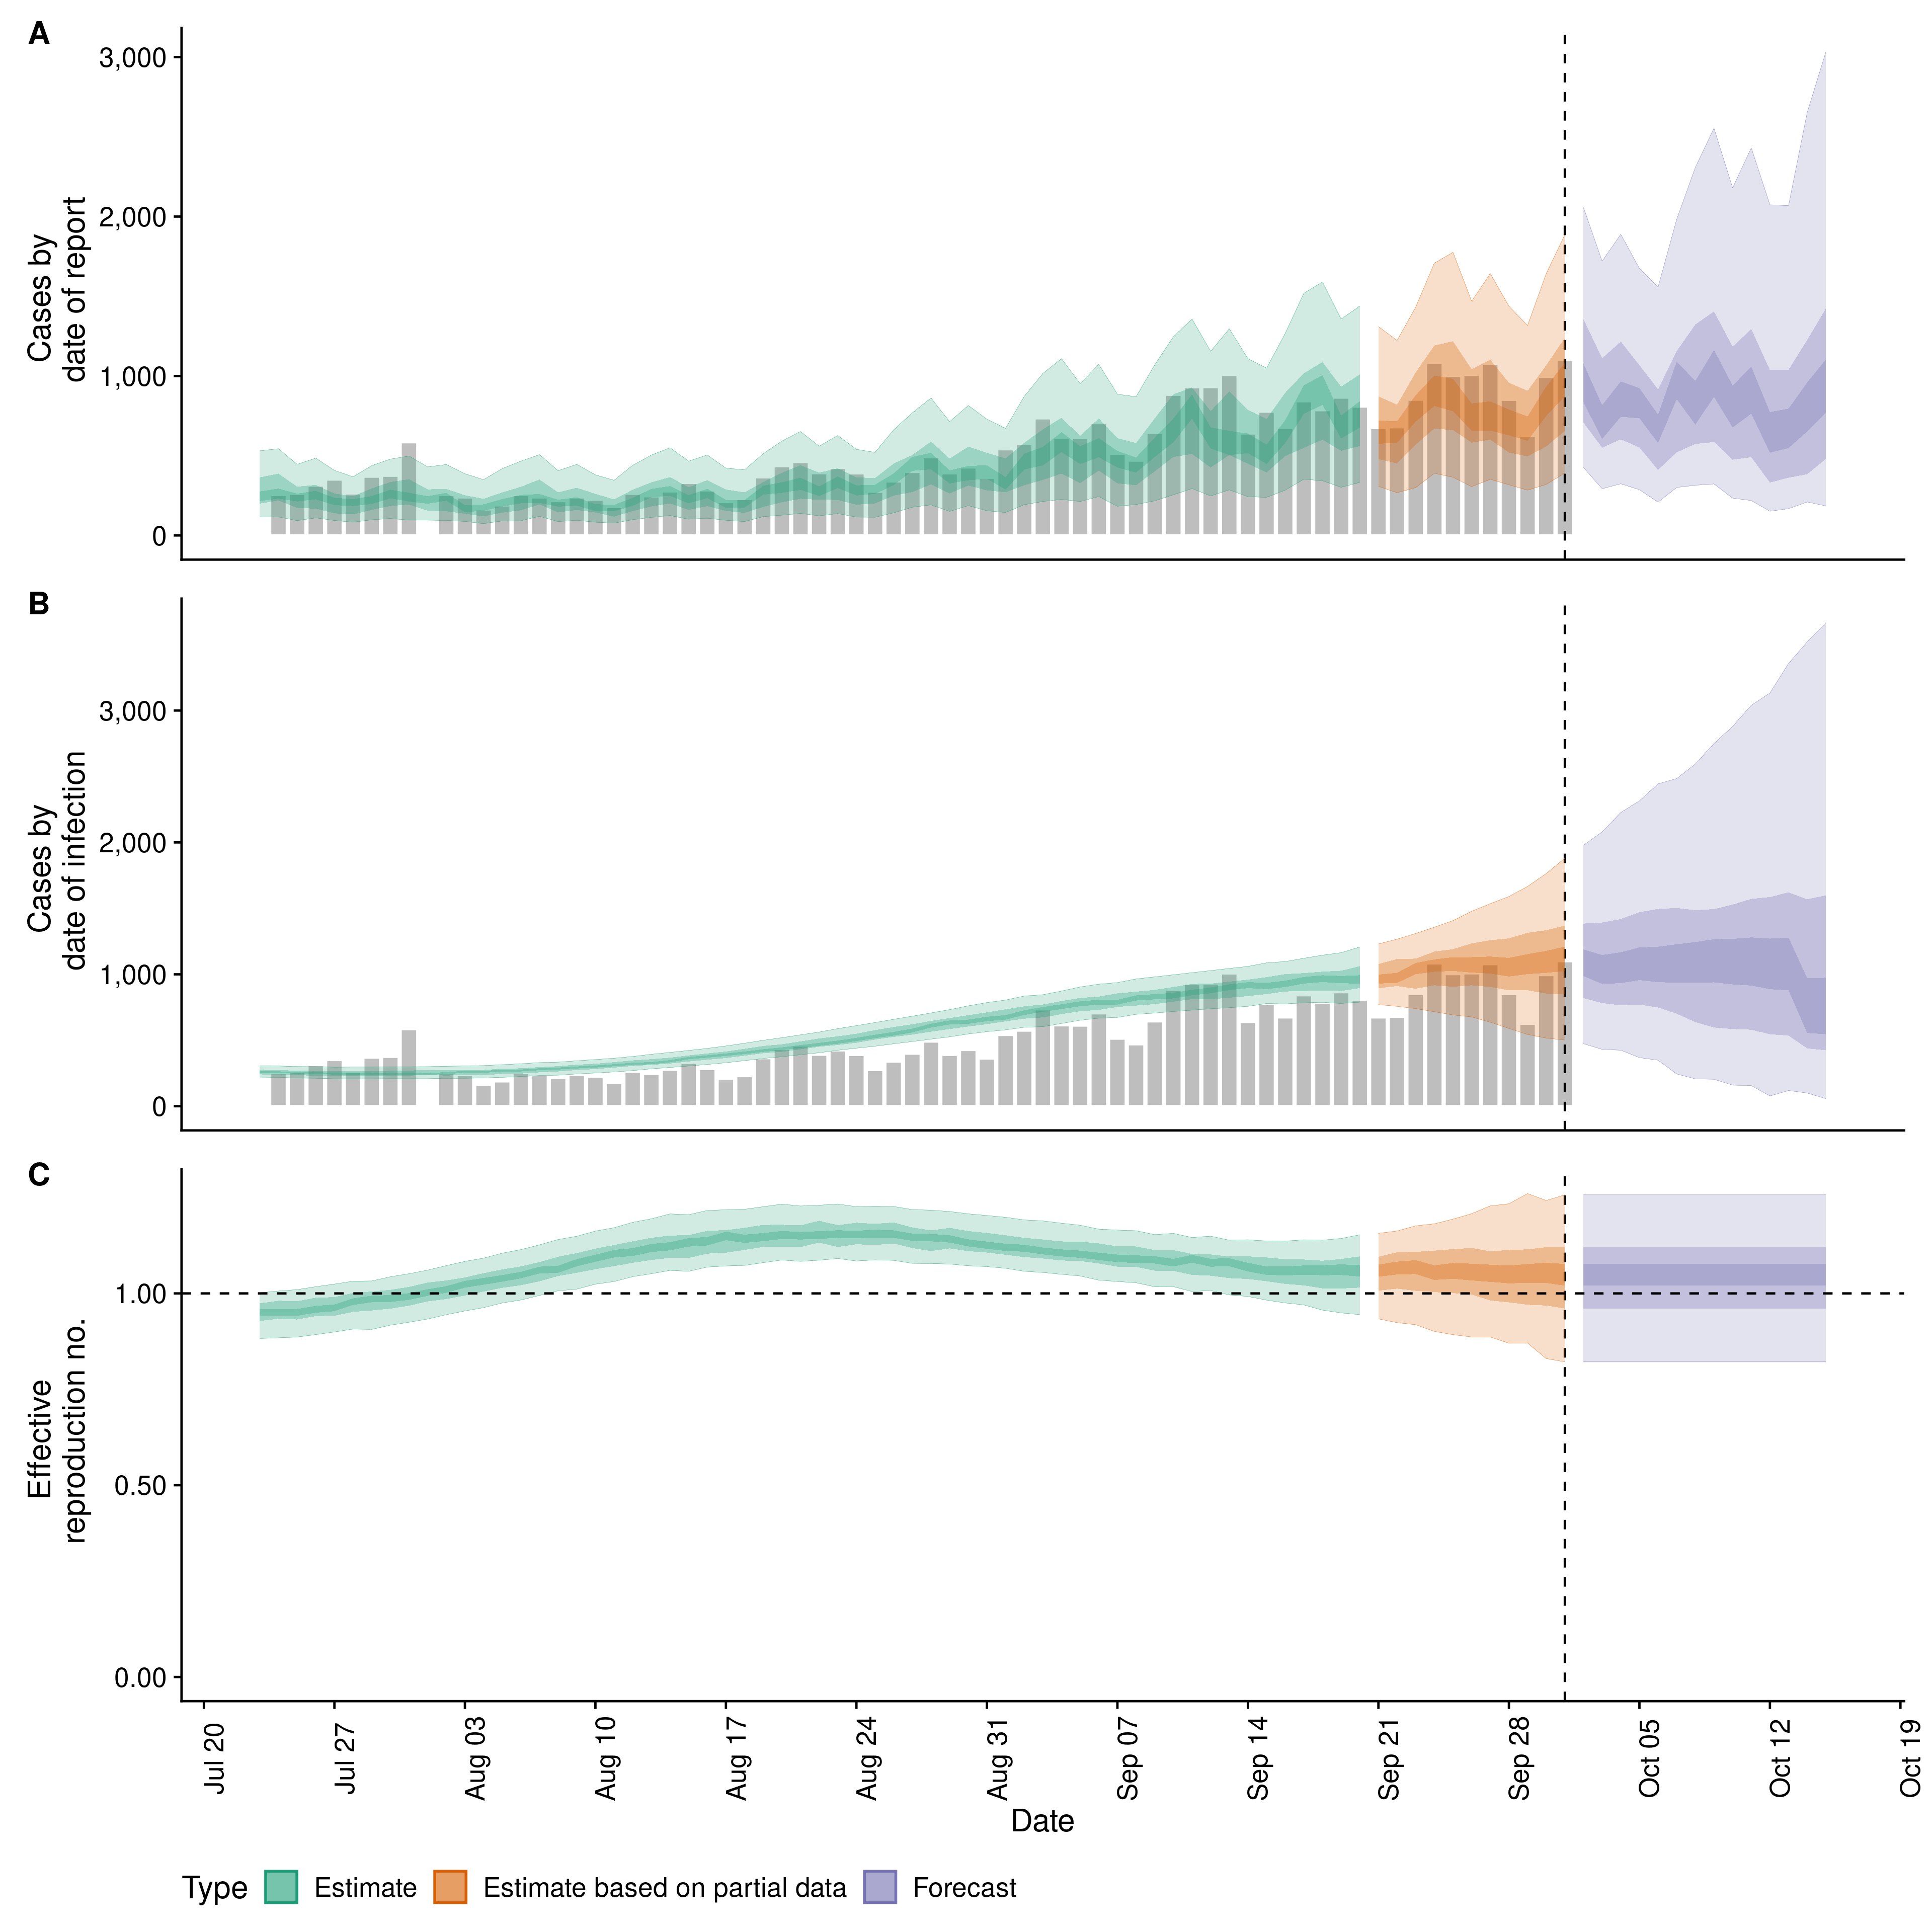 A
3,000
2,000
1,000
0
Cases by
date of report
B
3,000
2,000
1,000
0
Cases by
date of infection
C
1.00
0.50
0.00
Effective
reproduction no.
Jul 20
Jul 27
Aug 03
Aug 10
Aug 17
Aug 24
Aug 31
Sep 07
Sep 14
Sep 21
Sep 28
Oct 05
Oct 12
Oct 19
Date
Type Estimate Estimate based on partial data Forecast